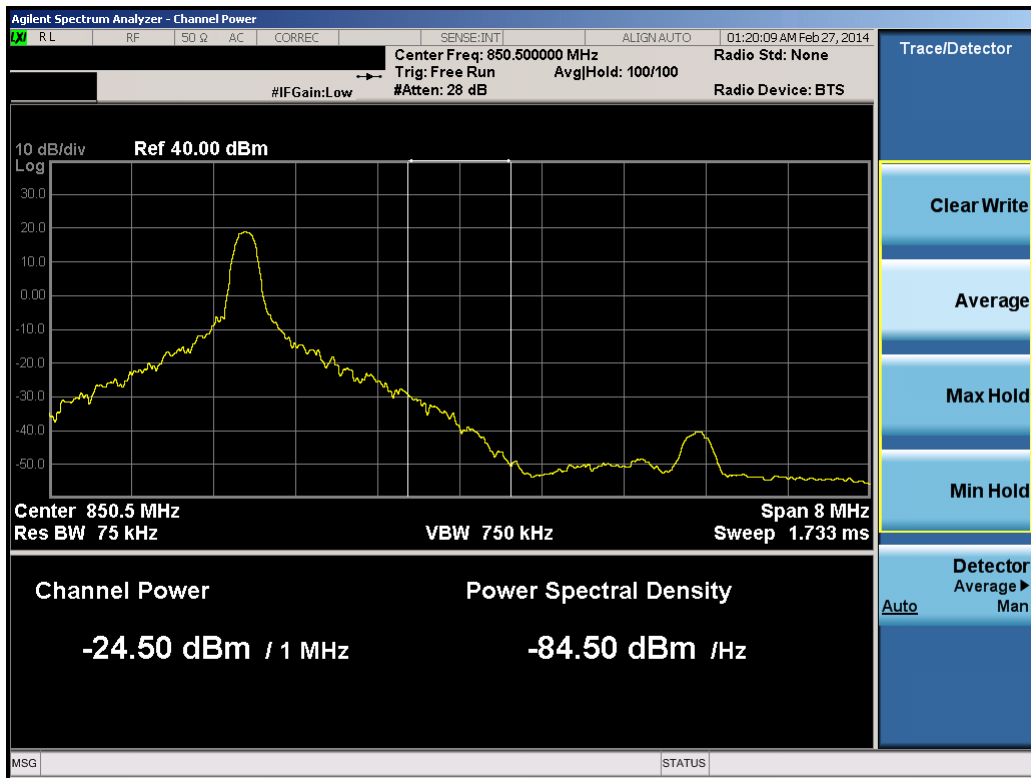 Agilent Spectrum Analyzer - Channel Power
LXI RL RF 50 Ω AC CORREC SENSE:INT ALIGN AUTO 01:20:09 AM Feb 27, 2014
Center Freq: 850.500000 MHz Radio Std: None
Trig: Free Run Avg|Hold: 100/100
#IFGain:Low #Atten: 28 dB Radio Device: BTS
10 dB/div Ref 40.00 dBm
Log
30.0
20.0
10.0
0.00
-10.0
-20.0
-30.0
-40.0
-50.0
Center 850.5 MHz Span 8 MHz
Res BW 75 kHz VBW 750 kHz Sweep 1.733 ms
Channel Power Power Spectral Density
-24.50 dBm / 1 MHz -84.50 dBm /Hz
MSG STATUS
Trace/Detector
Clear Write
Average
Max Hold
Min Hold
Detector
Average
Auto Man